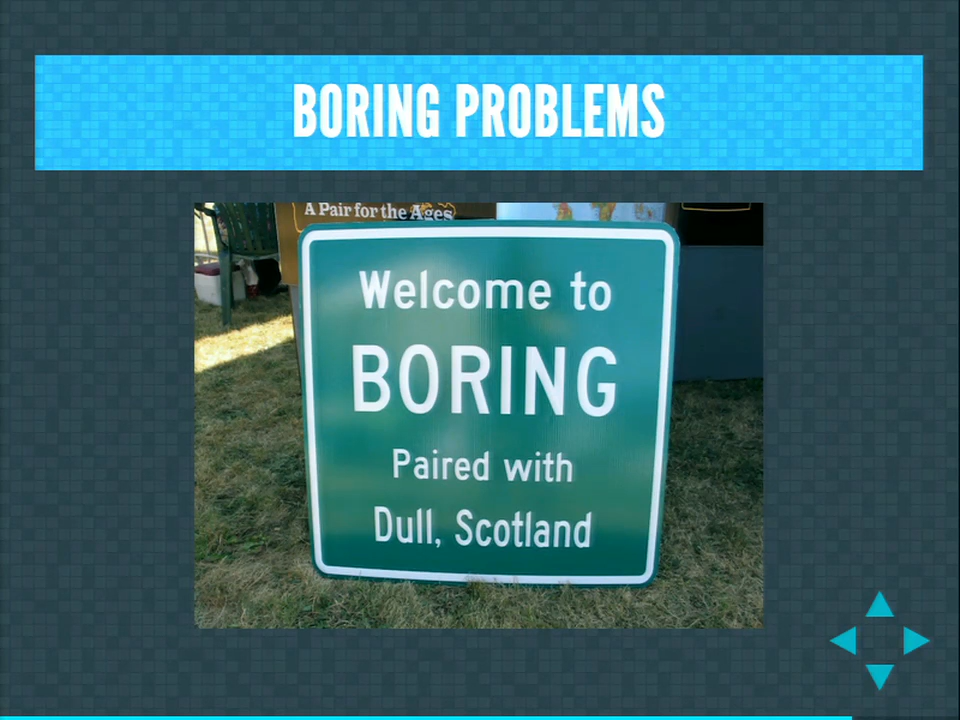 BORING PROBLEMS
A Pair for the Ages
Welcome to
BORING
Paired with
Dull, Scotland